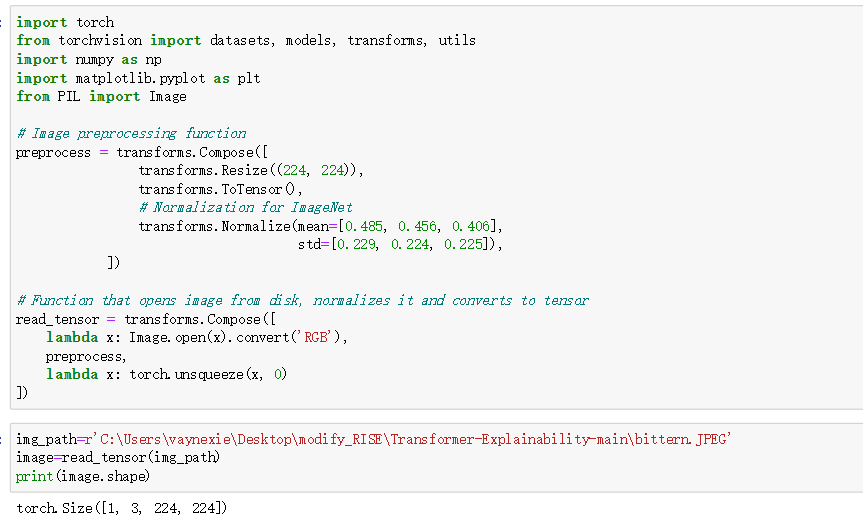 import torch
from torchvision import datasets, models, transforms, utils
import numpy as np
import matplotlib.pyplot as plt
from PIL import Image
# Image preprocessing function
preprocess = transforms.Compose([
transforms.Resize((224, 224)),
transforms.ToTensor(),
# Normalization for ImageNet
transforms.Normalize(mean=[0.485, 0.456, 0.406],
std=[0.229, 0.224, 0.225]),
])
# Function that opens image from disk, normalizes it and converts to tensor
read_tensor = transforms.Compose([
lambda x: Image.open(x).convert('RGB'),
preprocess,
lambda x: torch.unsqueeze(x, 0)
])
img_path=r'C:\Users\vaynexie\Desktop\modify_RISE\Transformer-Explainability-main\bittern.JPEG'
image=read_tensor(img_path)
print(image.shape)
torch.Size([1, 3, 224, 224])